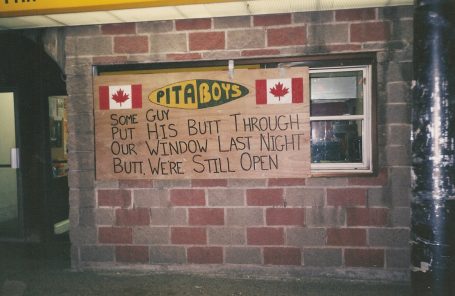 PITA BOYS
SOME GUY
PUT HIS BUTT THROUGH
OUR WINDOW LAST NIGHT
BUTT, WE'RE STILL OPEN